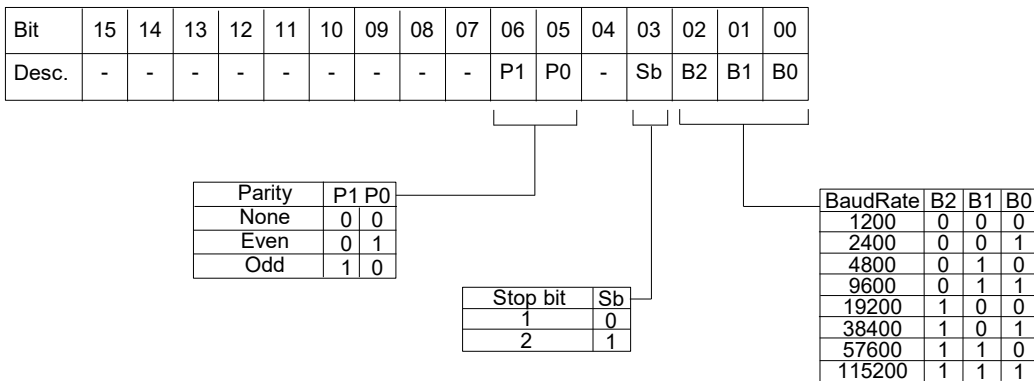 Bit 15 14 13 12 11 10 09 08 07 06 05 04 03 02 01 00
Desc. - - - - - - - - - P1 P0 - Sb B2 B1 B0
Parity P1 P0
None 0 0
Even 0 1
Odd 1 0
Stop bit Sb
1 0
2 1
BaudRate B2 B1 B0
1200 0 0 0
2400 0 0 1
4800 0 1 0
9600 0 1 1
19200 1 0 0
38400 1 0 1
57600 1 1 0
115200 1 1 1